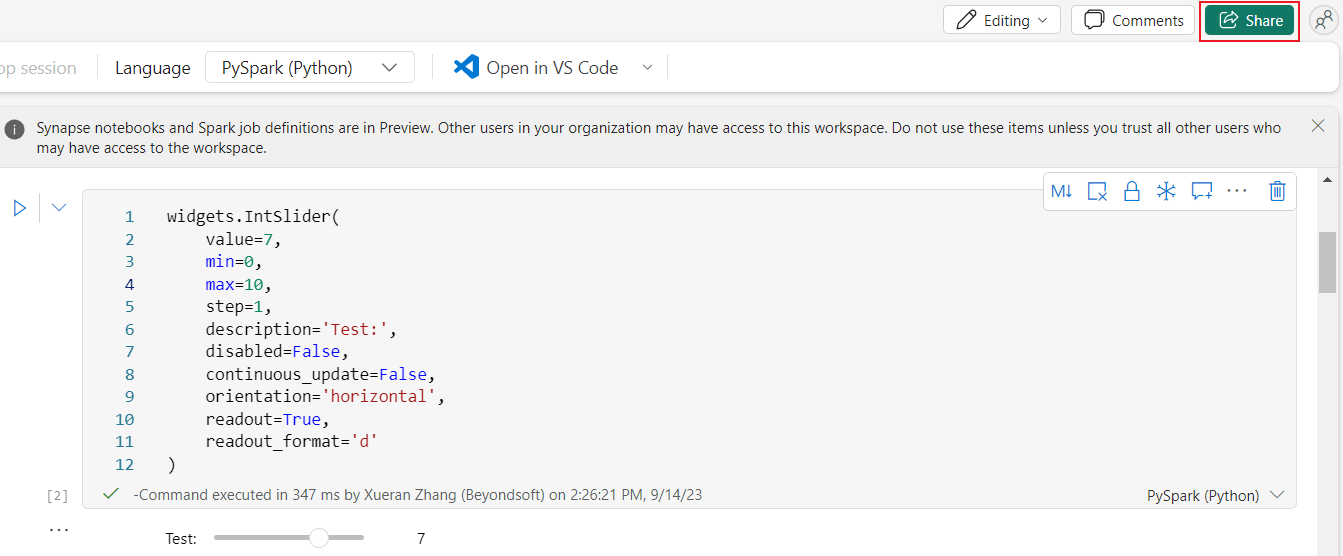 Editing
Comments
Share
op session
Language
PySpark (Python)
Open in VS Code
Synapse notebooks and Spark job definitions are in Preview. Other users in your organization may have access to this workspace. Do not use these items unless you trust all other users who
may have access to the workspace.
M↓
1 widgets.IntSlider(
2     value=7,
3     min=0,
4     max=10,
5     step=1,
6     description='Test:',
7     disabled=False,
8     continuous_update=False,
9     orientation='horizontal',
10     readout=True,
11     readout_format='d'
12 )
[2]
-Command executed in 347 ms by Xueran Zhang (Beyondsoft) on 2:26:21 PM, 9/14/23
PySpark (Python)
Test:
7